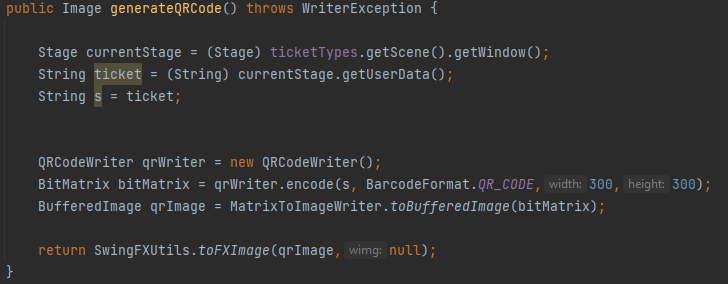 public Image generateQRCode() throws WriterException {
Stage currentStage = (Stage) ticketTypes.getScene().getWindow();
String ticket = (String) currentStage.getUserData();
String s = ticket;
QRCodeWriter qrWriter = new QRCodeWriter();
BitMatrix bitMatrix = qrWriter.encode(s, BarcodeFormat.QR_CODE, width: 300, height: 300);
BufferedImage qrImage = MatrixToImageWriter.toBufferedImage(bitMatrix);
return SwingFXUtils.toFXImage(qrImage, wimg: null);
}